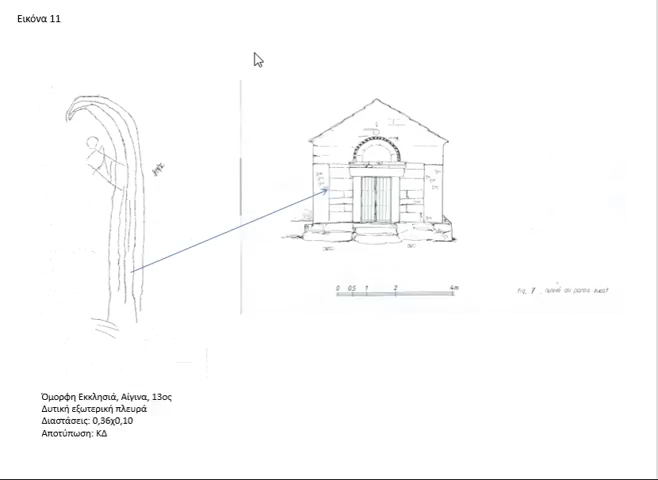 Εικόνα 11
0 0.5 1 2 4m
Όμορφη Εκκλησιά, Αίγινα, 13ος
Δυτική εξωτερική πλευρά
Διαστάσεις: 0,36χ0,10
Αποτύπωση: ΚΔ